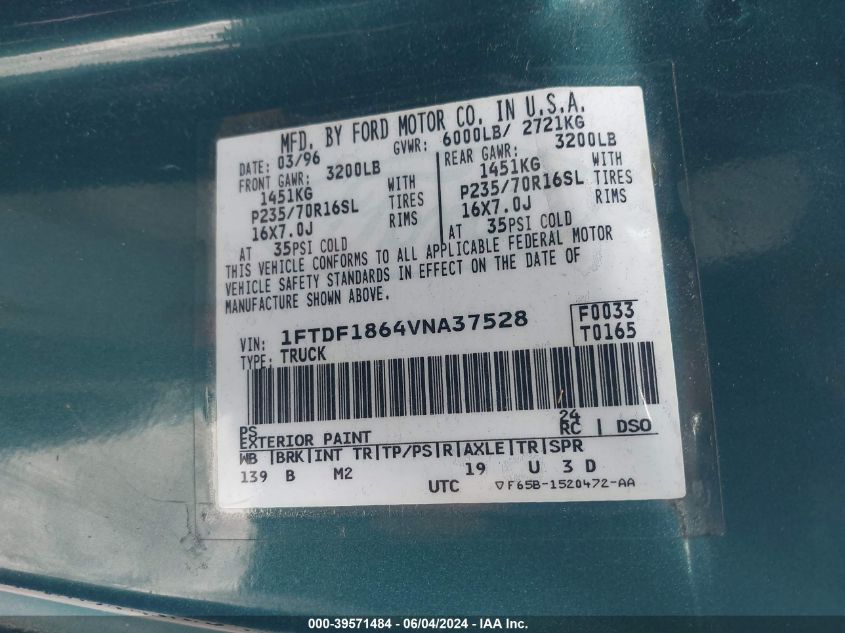 MFD. BY FORD MOTOR CO. IN U.S.A.
DATE: 03/96 GVWR: 6000LB/ 2721KG
FRONT GAWR: 3200LB REAR GAWR: 3200LB
1451KG WITH 1451KG WITH
P235/70R16SL TIRES P235/70R16SL TIRES
16X7.0J RIMS 16X7.0J RIMS
AT 35PSI COLD AT 35PSI COLD
THIS VEHICLE CONFORMS TO ALL APPLICABLE FEDERAL MOTOR
VEHICLE SAFETY STANDARDS IN EFFECT ON THE DATE OF
MANUFACTURE SHOWN ABOVE.
VIN: 1FTDF1864VNA37528 F0033
TYPE: TRUCK T0165
PS 24
EXTERIOR PAINT RC | DSO
WB |BRK|INT TR|TP/PS|R|AXLE|TR|SPR
139 B M2 19 U 3 D
UTC ▽F65B-1520472-AA
000-39571484 | 06/04/2024 - IAA Inc.